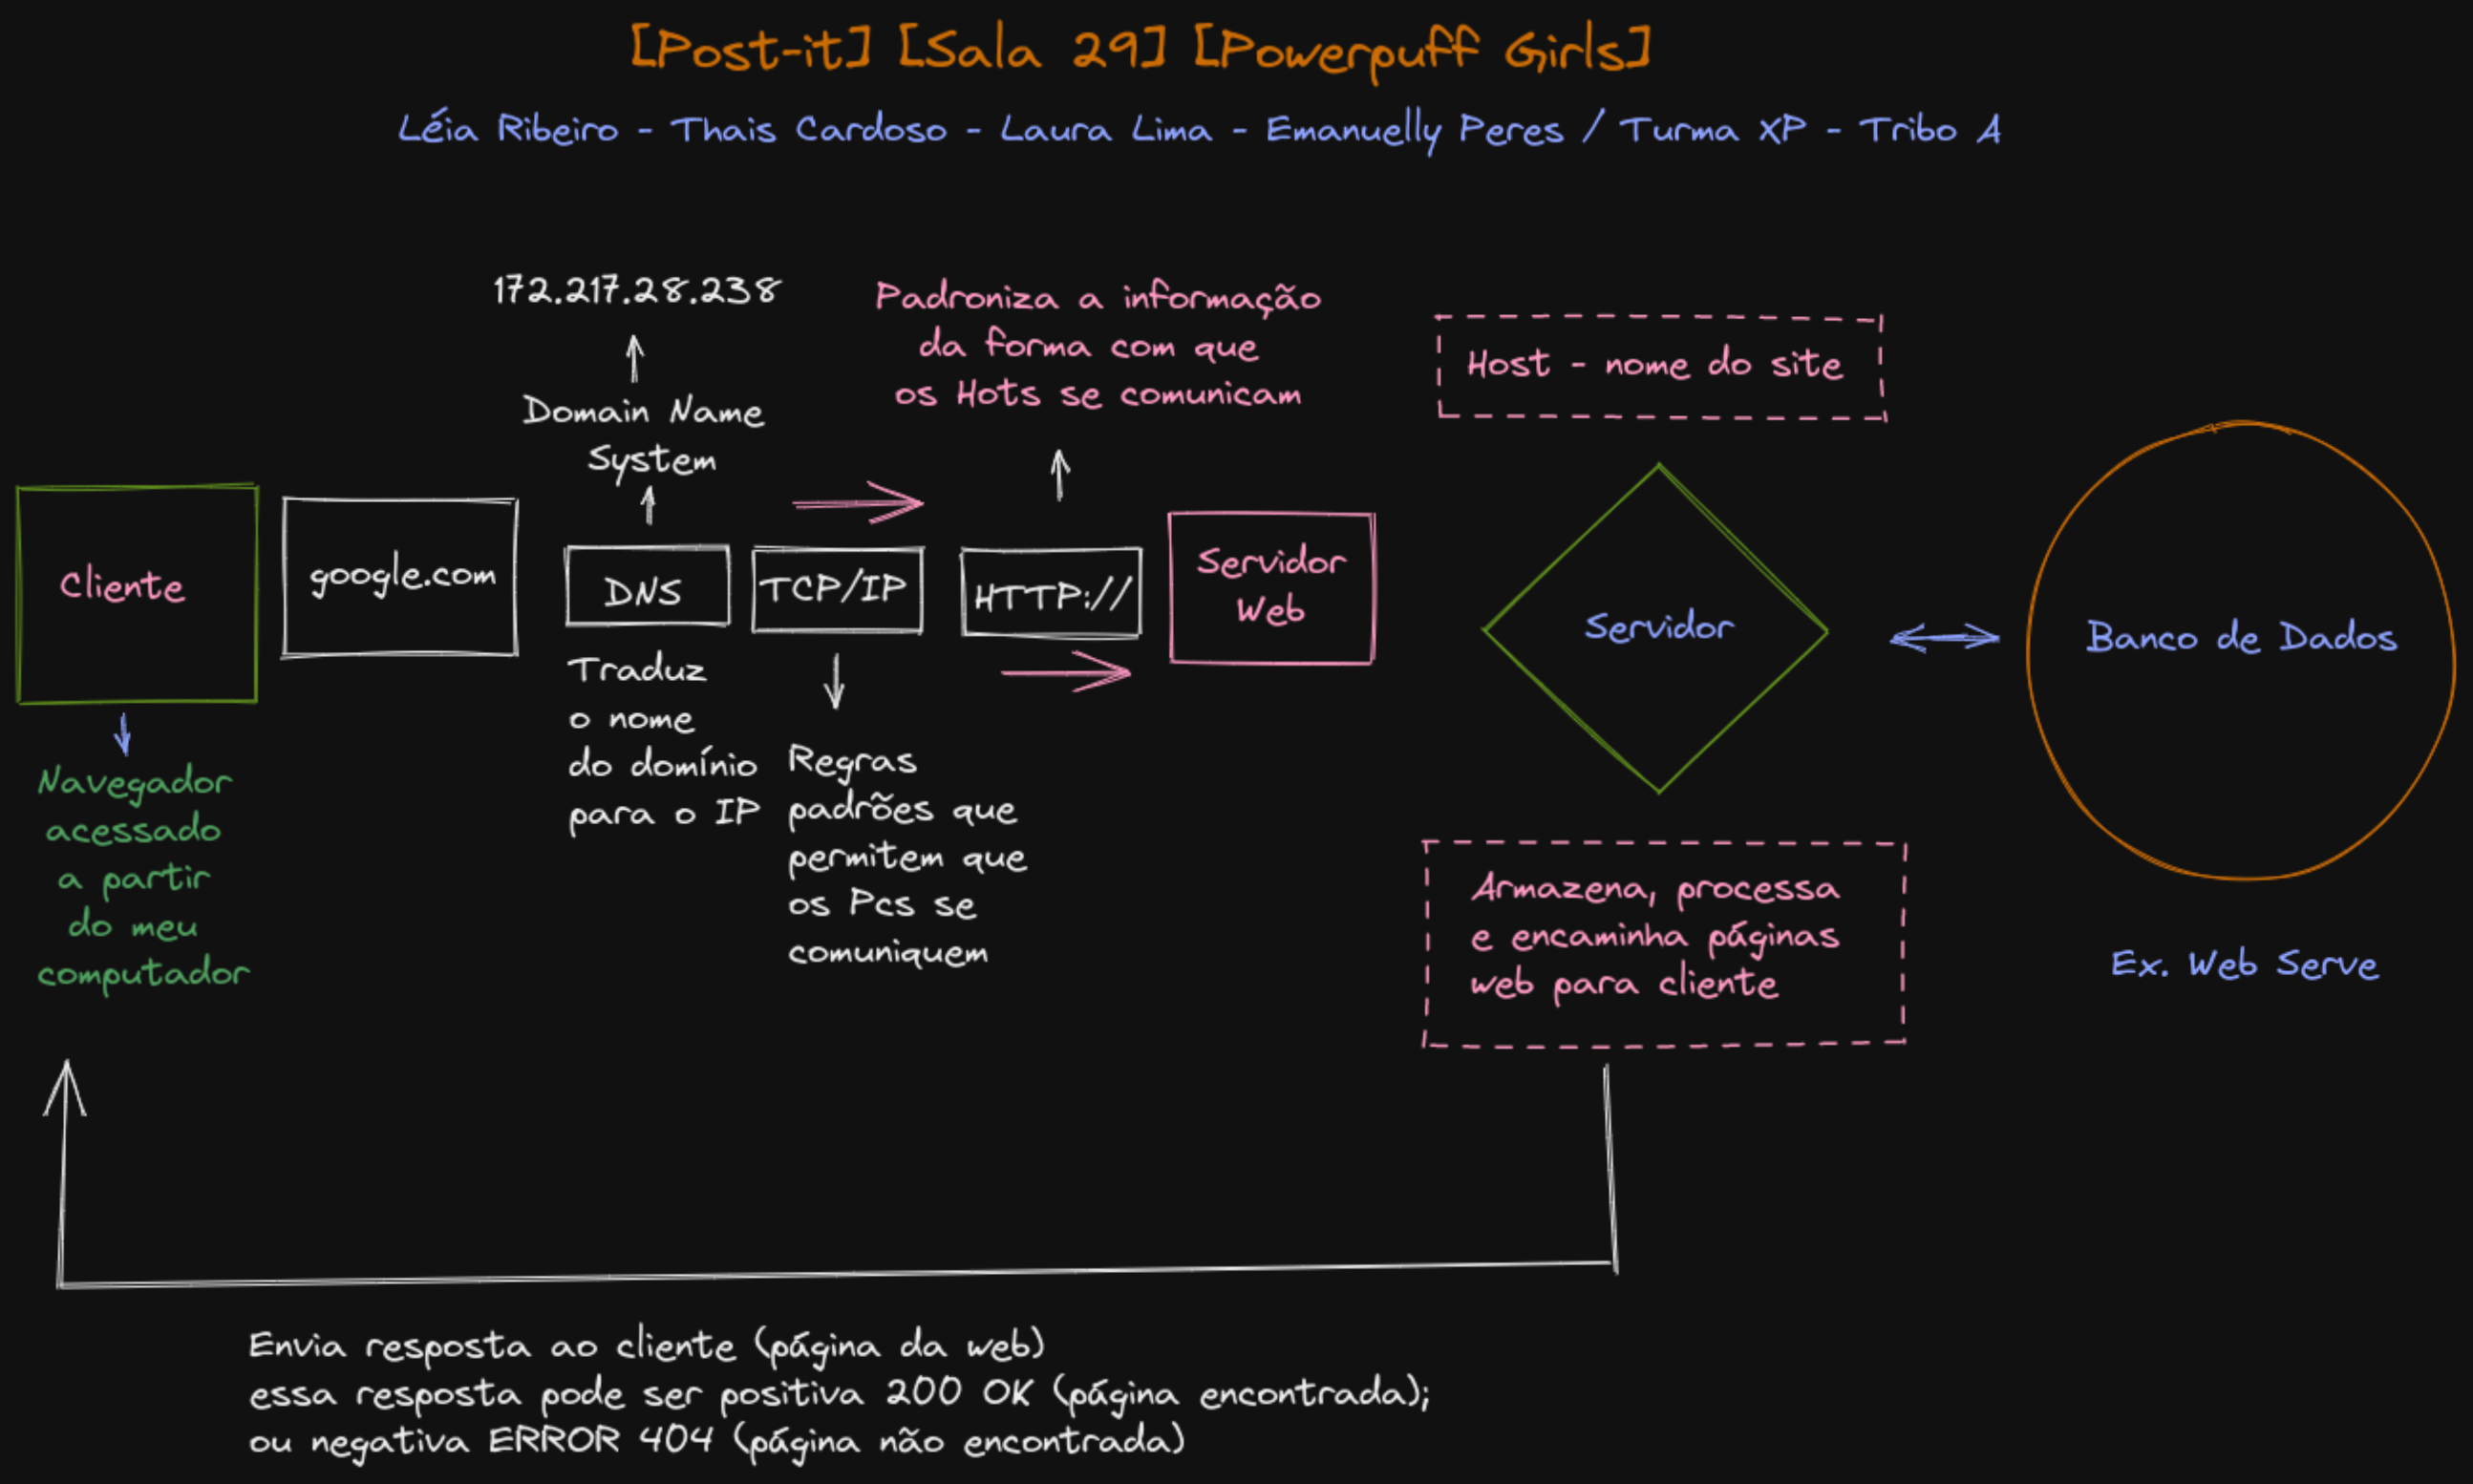 [Post-it] [Sala 29] [Powerpuff Girls]
Léia Ribeiro - Thais Cardoso - Laura Lima - Emanuelly Peres / Turma XP - Tribo A
172.217.28.238
Domain Name
System
Padroniza a informação
da forma com que
os Hots se comunicam
Host - nome do site
Cliente
google.com
DNS
TCP/IP
HTTP://
Servidor
Web
Servidor
Banco de Dados
Navegador
acessado
a partir
do meu
computador
Traduz
o nome
do domínio
para o IP
Regras
padrões que
permitem que
os Pcs se
comuniquem
Armazena, processa
e encaminha páginas
web para cliente
Ex. Web Serve
Envia resposta ao cliente (página da web)
essa resposta pode ser positiva 200 OK (página encontrada);
ou negativa ERROR 404 (página não encontrada)